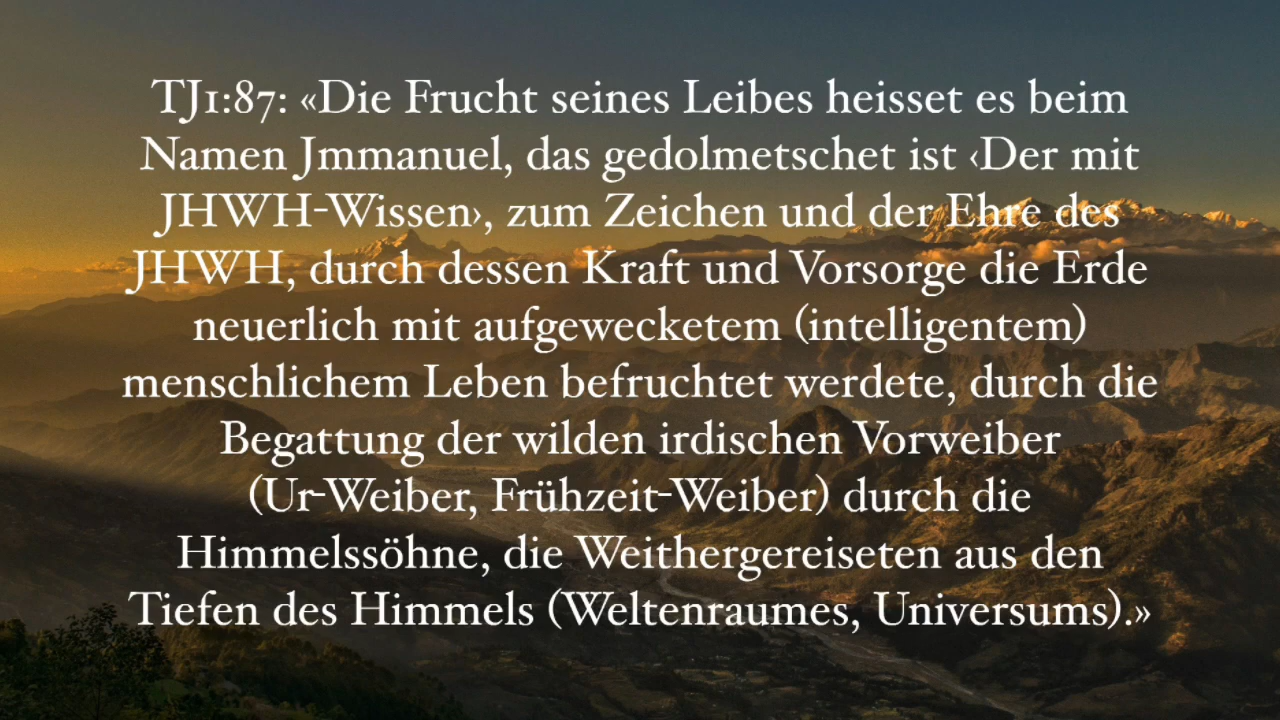 TJ1:87: «Die Frucht seines Leibes heisset es beim
Namen Jmmanuel, das gedolmetschet ist ‹Der mit
JHWH-Wissen›, zum Zeichen und der Ehre des
JHWH, durch dessen Kraft und Vorsorge die Erde
neuerlich mit aufgewecketem (intelligentem)
menschlichem Leben befruchtet werdete, durch die
Begattung der wilden irdischen Vorweiber
(Ur-Weiber, Frühzeit-Weiber) durch die
Himmelssöhne, die Weithergereiseten aus den
Tiefen des Himmels (Weltenraumes, Universums).»